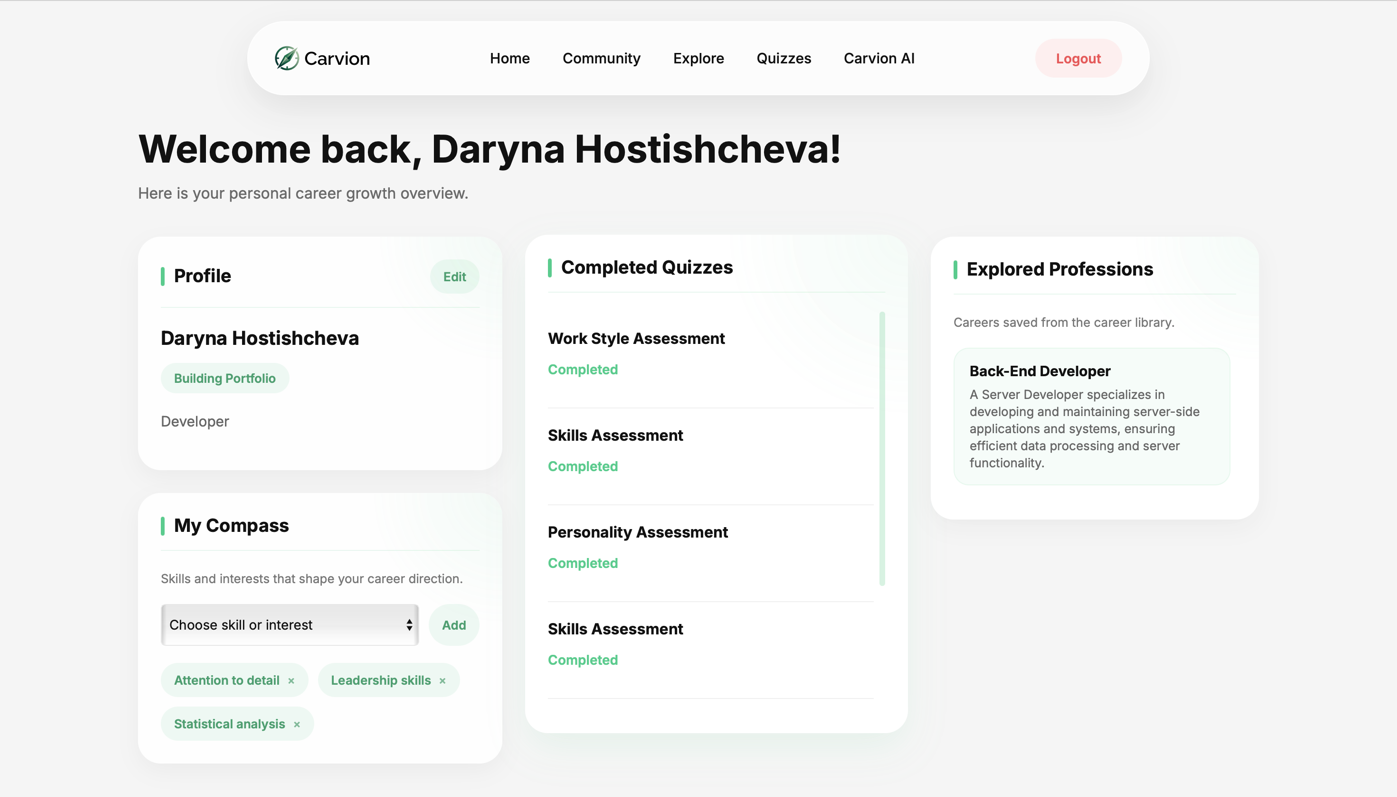 Carvion
Home
Community
Explore
Quizzes
Carvion AI
Logout
Welcome back, Daryna Hostishcheva!
Here is your personal career growth overview.
Profile
Edit
Daryna Hostishcheva
Building Portfolio
Developer
My Compass
Skills and interests that shape your career direction.
Choose skill or interest
Add
Attention to detail ×
Leadership skills ×
Statistical analysis ×
Completed Quizzes
Work Style Assessment
Completed
Skills Assessment
Completed
Personality Assessment
Completed
Skills Assessment
Completed
Explored Professions
Careers saved from the career library.
Back-End Developer
A Server Developer specializes in
developing and maintaining server-side
applications and systems, ensuring
efficient data processing and server
functionality.